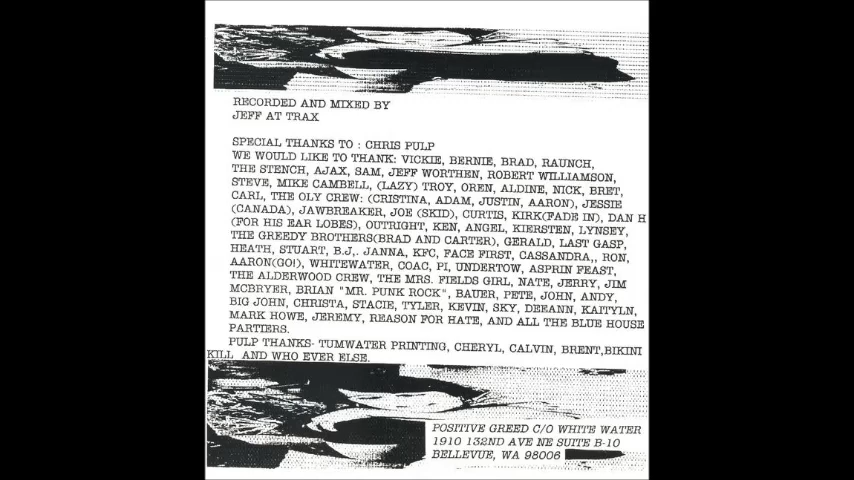 RECORDED AND MIXED BY
JEFF AT TRAX
SPECIAL THANKS TO : CHRIS PULP
WE WOULD LIKE TO THANK: VICKIE, BERNIE, BRAD, RAUNCH,
THE STENCH, AJAX, SAM, JEFF WORTHEN, ROBERT WILLIAMSON,
STEVE, MIKE CAMBELL, (LAZY) TROY, OREN, ALDINE, NICK, BRET,
CARL, THE OLY CREW: (CRISTINA, ADAM, JUSTIN, AARON), JESSIE
(CANADA), JAWBREAKER, JOE (SKID), CURTIS, KIRK(FADE IN), DAN H
(FOR HIS EAR LOBES), OUTRIGHT, KEN, ANGEL, KIERSTEN, LYNSEY,
THE GREEDY BROTHERS(BRAD AND CARTER), GERALD, LAST GASP,
HEATH, STUART, B.J,. JANNA, KFC, FACE FIRST, CASSANDRA,, RON,
AARON(GO!), WHITEWATER, COAC, PI, UNDERTOW, ASPRIN FEAST,
THE ALDERWOOD CREW, THE MRS. FIELDS GIRL, NATE, JERRY, JIM
MCBRYER, BRIAN "MR. PUNK ROCK", BAUER, PETE, JOHN, ANDY,
BIG JOHN, CHRISTA, STACIE, TYLER, KEVIN, SKY, DEEANN, KAITYLN,
MARK HOWE, JEREMY, REASON FOR HATE, AND ALL THE BLUE HOUSE
PARTIERS.
PULP THANKS- TUMWATER PRINTING, CHERYL, CALVIN, BRENT,BIKINI
KILL AND WHO EVER ELSE.
POSITIVE GREED C/O WHITE WATER
1910 132ND AVE NE SUITE B-10
BELLEVUE, WA 98006